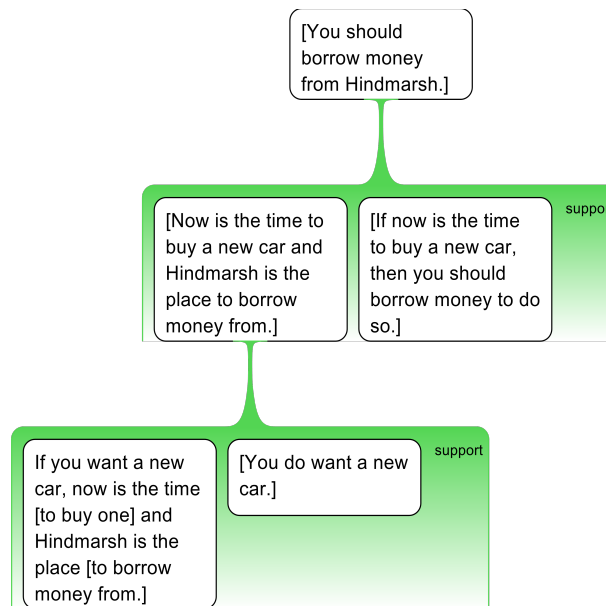 [You should
borrow money
from Hindmarsh.]
[Now is the time to
buy a new car and
Hindmarsh is the
place to borrow
money from.]
[If now is the time
to buy a new car,
then you should
borrow money to do
so.]
suppor
If you want a new
car, now is the time
[to buy one] and
Hindmarsh is the
place [to borrow
money from.]
[You do want a new
car.]
support